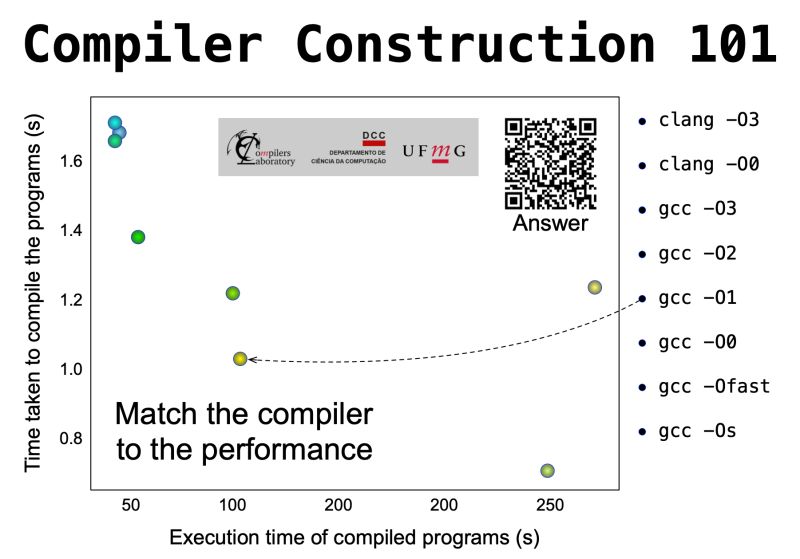 Compiler Construction 101
Time taken to compile the programs (s)
1.6
1.4
1.2
1.0
0.8
Compilers
Laboratory
DCC
DEPARTAMENTO DE
CIÊNCIA DA COMPUTAÇÃO
UFmG
Answer
Match the compiler
to the performance
50
100
200
200
250
Execution time of compiled programs (s)
• clang -O3
• clang -O0
• gcc -O3
• gcc -O2
• gcc -O1
• gcc -O0
• gcc -Ofast
• gcc -Os